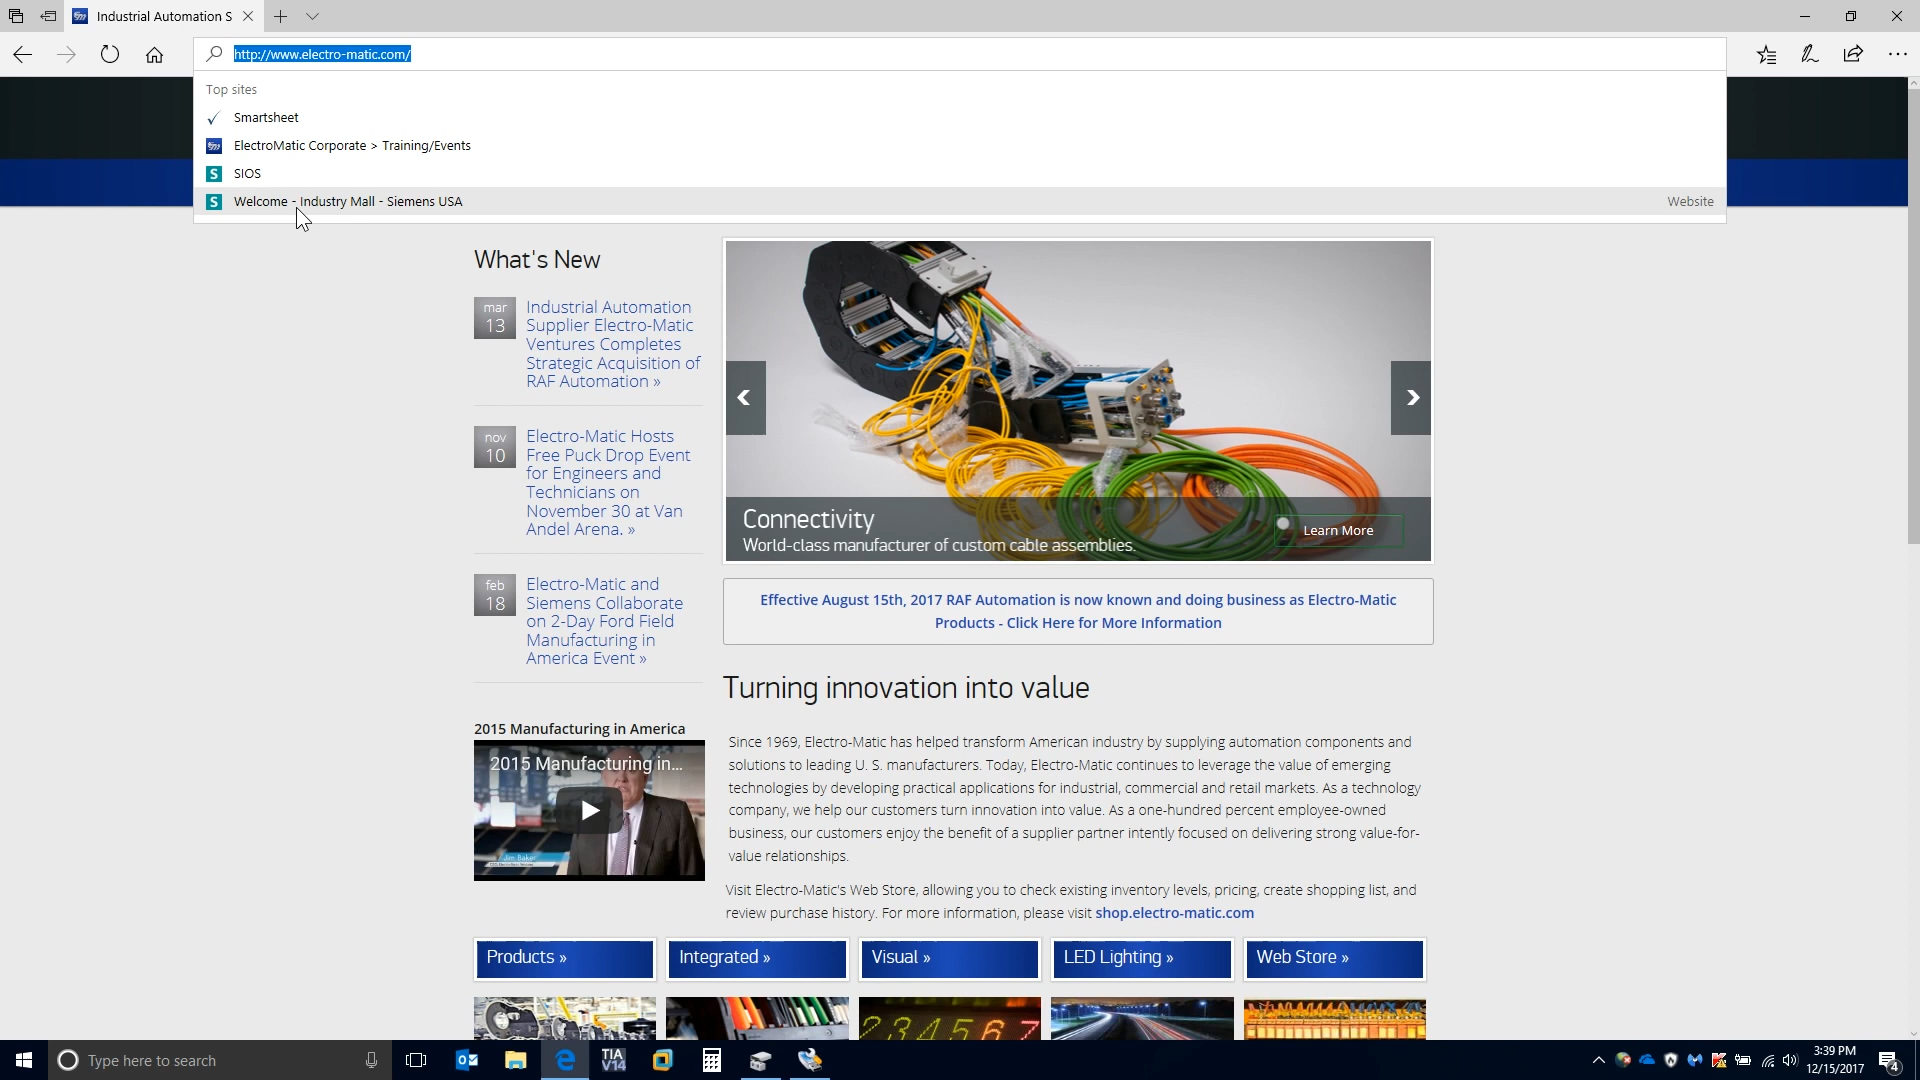 Industrial Automation S
http://www.electro-matic.com/
Top sites
Smartsheet
ElectroMatic Corporate > Training/Events
SIOS
Welcome - Industry Mall - Siemens USA
Website
What's New
mar
13
Industrial Automation
Supplier Electro-Matic
Ventures Completes
Strategic Acquisition of
RAF Automation »
nov
10
Electro-Matic Hosts
Free Puck Drop Event
for Engineers and
Technicians on
November 30 at Van
Andel Arena. »
feb
18
Electro-Matic and
Siemens Collaborate
on 2-Day Ford Field
Manufacturing in
America Event »
2015 Manufacturing in America
2015 Manufacturing in...
Jim Baker
Connectivity
World-class manufacturer of custom cable assemblies.
Learn More
Effective August 15th, 2017 RAF Automation is now known and doing business as Electro-Matic
Products - Click Here for More Information
Turning innovation into value
Since 1969, Electro-Matic has helped transform American industry by supplying automation components and
solutions to leading U. S. manufacturers. Today, Electro-Matic continues to leverage the value of emerging
technologies by developing practical applications for industrial, commercial and retail markets. As a technology
company, we help our customers turn innovation into value. As a one-hundred percent employee-owned
business, our customers enjoy the benefit of a supplier partner intently focused on delivering strong value-for-
value relationships.
Visit Electro-Matic's Web Store, allowing you to check existing inventory levels, pricing, create shopping list, and
review purchase history. For more information, please visit shop.electro-matic.com
Products »
Integrated »
Visual »
LED Lighting »
Web Store »
234567
Type here to search
TIA
V14
3:39 PM
12/15/2017
4